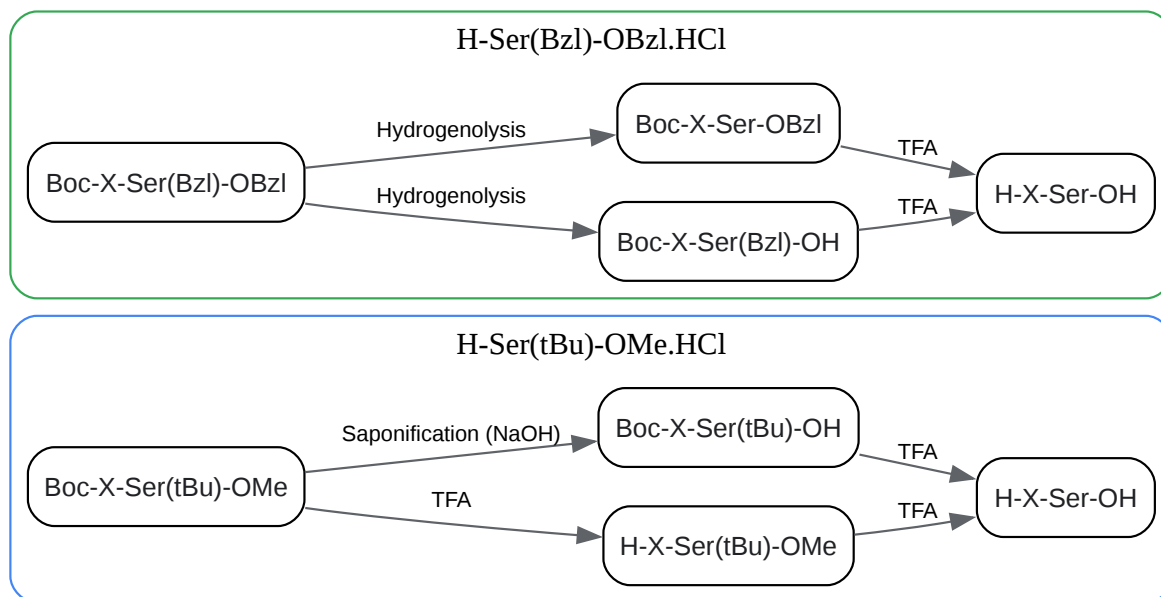 H-Ser(Bzl)-OBzl.HCl
Hydrogenolysis
Boc-X-Ser-OBzl
TFA
Boc-X-Ser(Bzl)-OBzl
H-X-Ser-OH
Hydrogenolysis
TFA
Boc-X-Ser(Bzl)-OH
H-Ser(tBu)-OMe.HCl
Saponification (NaOH)
Boc-X-Ser(tBu)-OH
TFA
Boc-X-Ser(tBu)-OMe
H-X-Ser-OH
TFA
TFA
H-X-Ser(tBu)-OMe